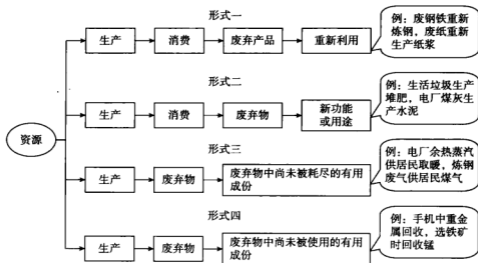 形式一
生产
消费
废弃产品
重新利用
例：废钢铁重新
炼钢，废纸重新
生产纸浆
形式二
生产
消费
废弃物
新功能
或用途
例：生活垃圾生产
堆肥，电厂煤灰生
产水泥
资源
形式三
生产
废弃物
废弃物中尚未被耗尽的有用
成份
例：电厂余热蒸汽
供居民取暖，炼钢
废气供居民煤气
形式四
生产
废弃物
废弃物中尚未被使用的有用
成份
例：手机中重金
属回收，选铁矿
时回收锰